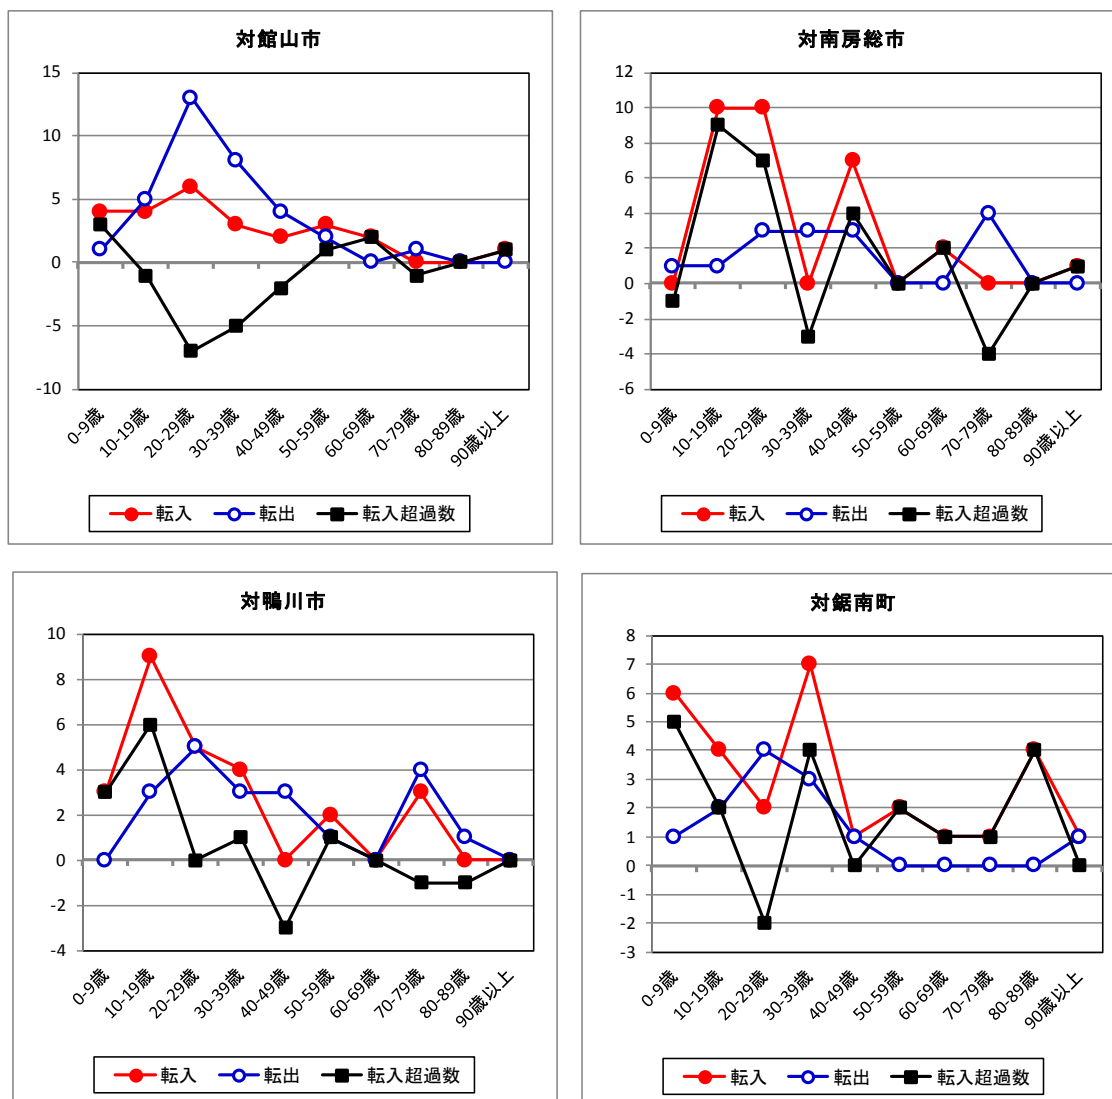 対館山市
15
10
5
0
-5
-10
0-9歳
10-19歳
20-29歳
30-39歳
40-49歳
50-59歳
60-69歳
70-79歳
80-89歳
90歳以上
転入 転出 転入超過数
対南房総市
12
10
8
6
4
2
0
-2
-4
-6
0-9歳
10-19歳
20-29歳
30-39歳
40-49歳
50-59歳
60-69歳
70-79歳
80-89歳
90歳以上
転入 転出 転入超過数
対鴨川市
10
8
6
4
2
0
-2
-4
0-9歳
10-19歳
20-29歳
30-39歳
40-49歳
50-59歳
60-69歳
70-79歳
80-89歳
90歳以上
転入 転出 転入超過数
対鋸南町
8
7
6
5
4
3
2
1
0
-1
-2
-3
0-9歳
10-19歳
20-29歳
30-39歳
40-49歳
50-59歳
60-69歳
70-79歳
80-89歳
90歳以上
転入 転出 転入超過数